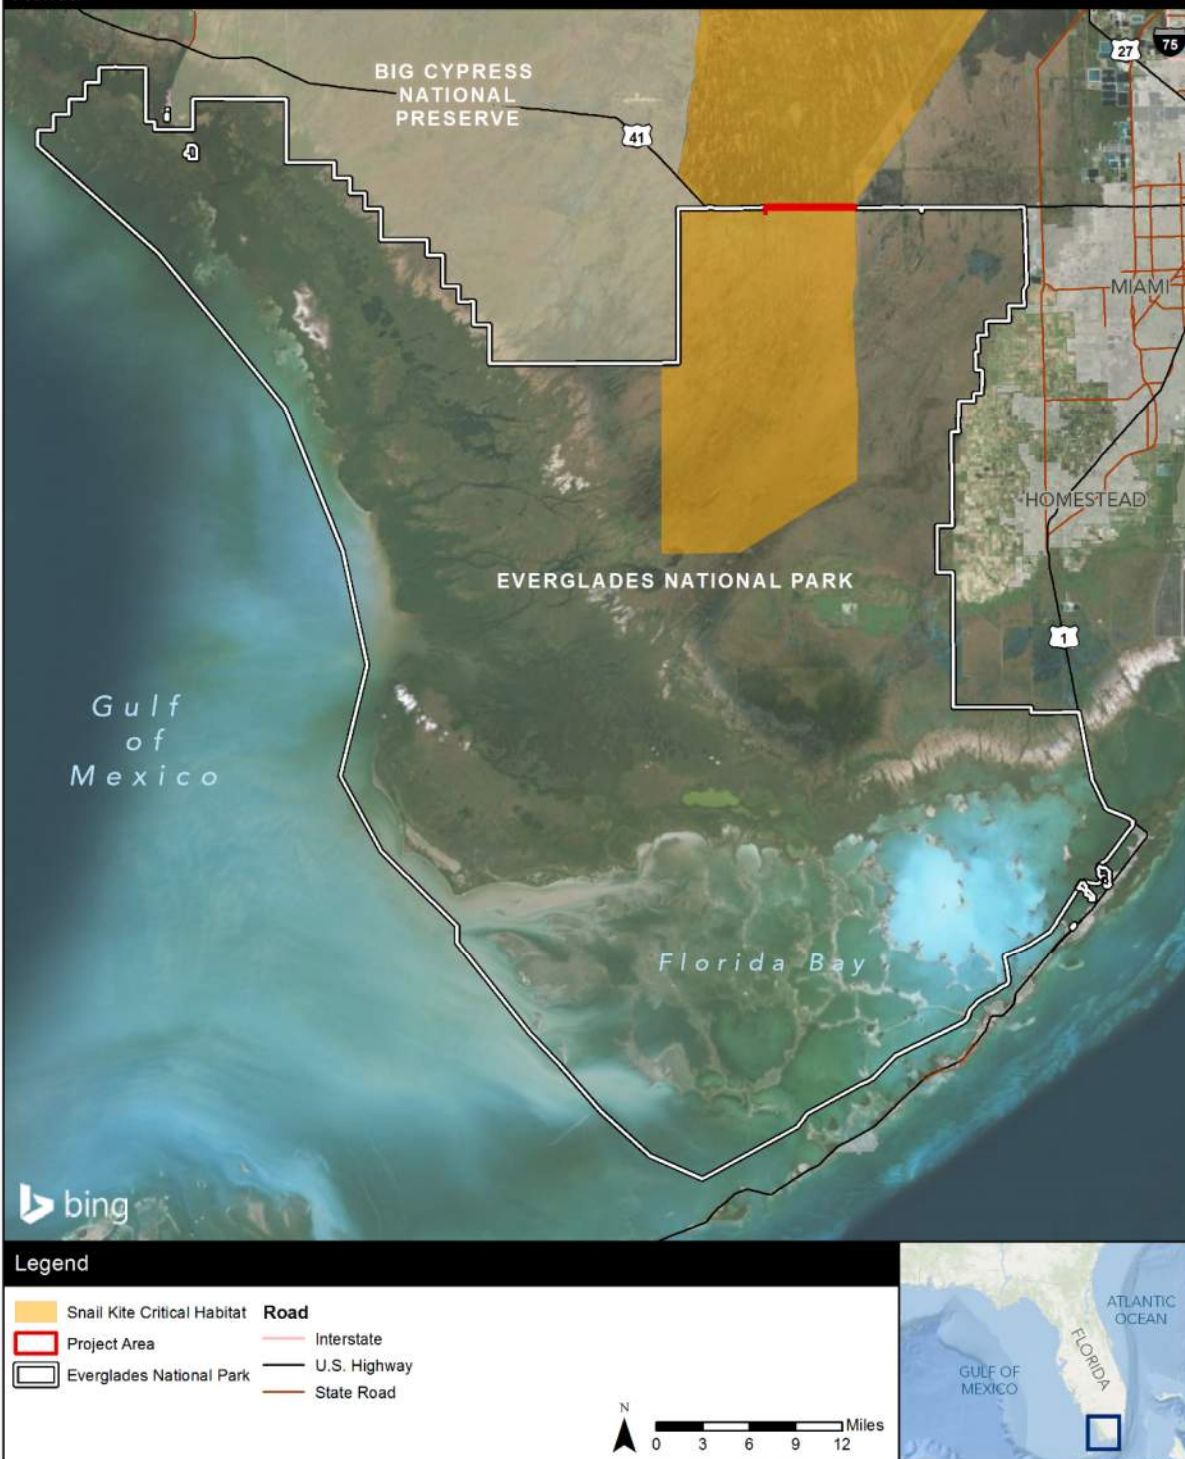 BIG CYPRESS
NATIONAL
PRESERVE
27
75
41
MIAMI
HOMESTEAD
EVERGLADES NATIONAL PARK
1
Gulf
of
Mexico
Florida Bay
bing
Legend
Snail Kite Critical Habitat
Project Area
Everglades National Park
Road
Interstate
U.S. Highway
State Road
N
Miles
0 3 6 9 12
ATLANTIC
OCEAN
FLORIDA
GULF OF
MEXICO